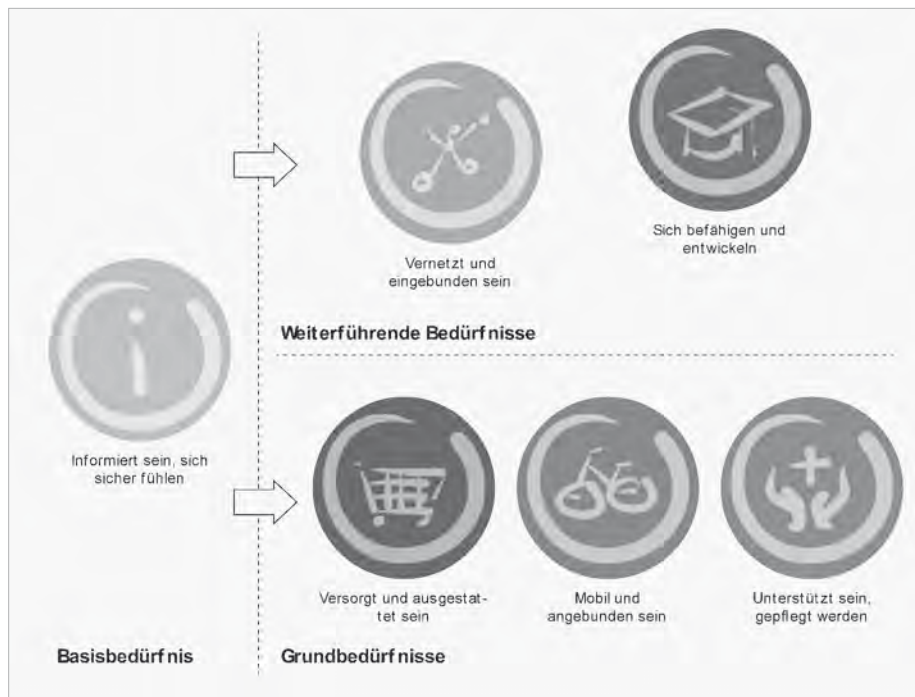 Vernetzt und
eingebunden sein
Sich befähigen und
entwickeln
Weiterführende Bedürfnisse
Informiert sein, sich
sicher fühlen
Versorgt und ausgestat-
tet sein
Mobil und
angebunden sein
Unterstützt sein,
gepflegt werden
Basisbedürfnis
Grundbedürfnisse